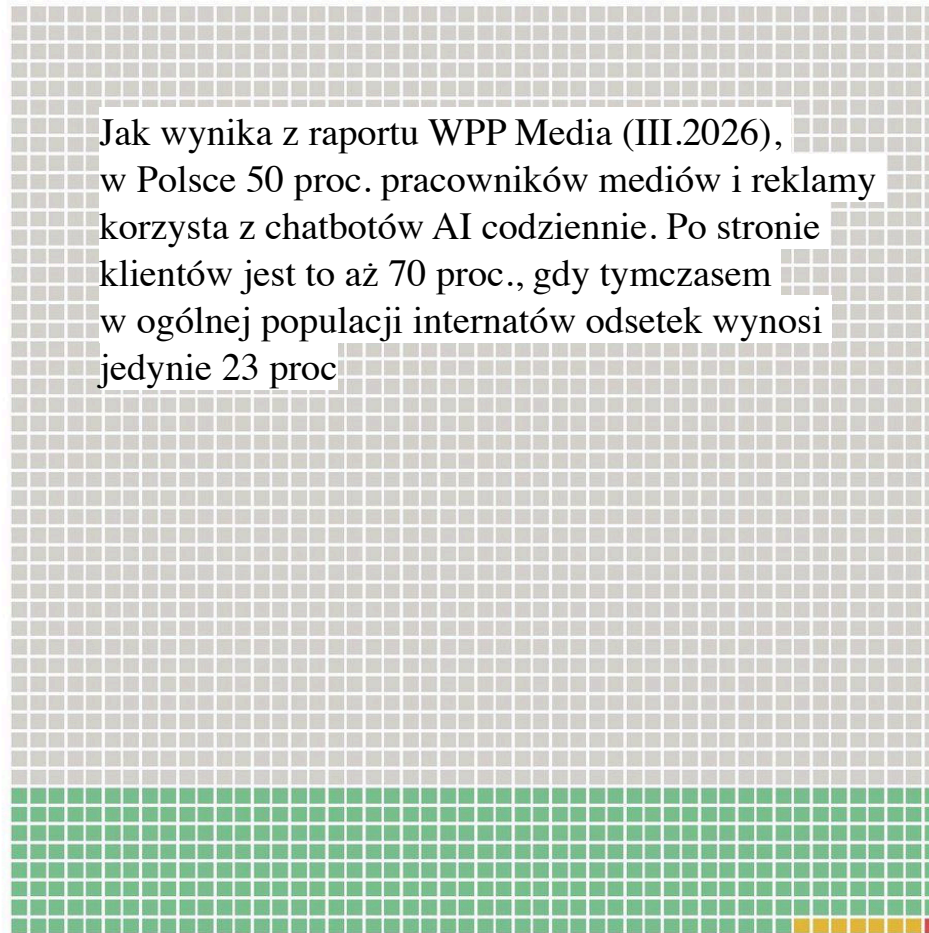 Jak wynika z raportu WPP Media (III.2026),
w Polsce 50 proc. pracowników mediów i reklamy
korzysta z chatbotów AI codziennie. Po stronie
klientów jest to aż 70 proc., gdy tymczasem
w ogólnej populacji internatów odsetek wynosi
jedynie 23 proc